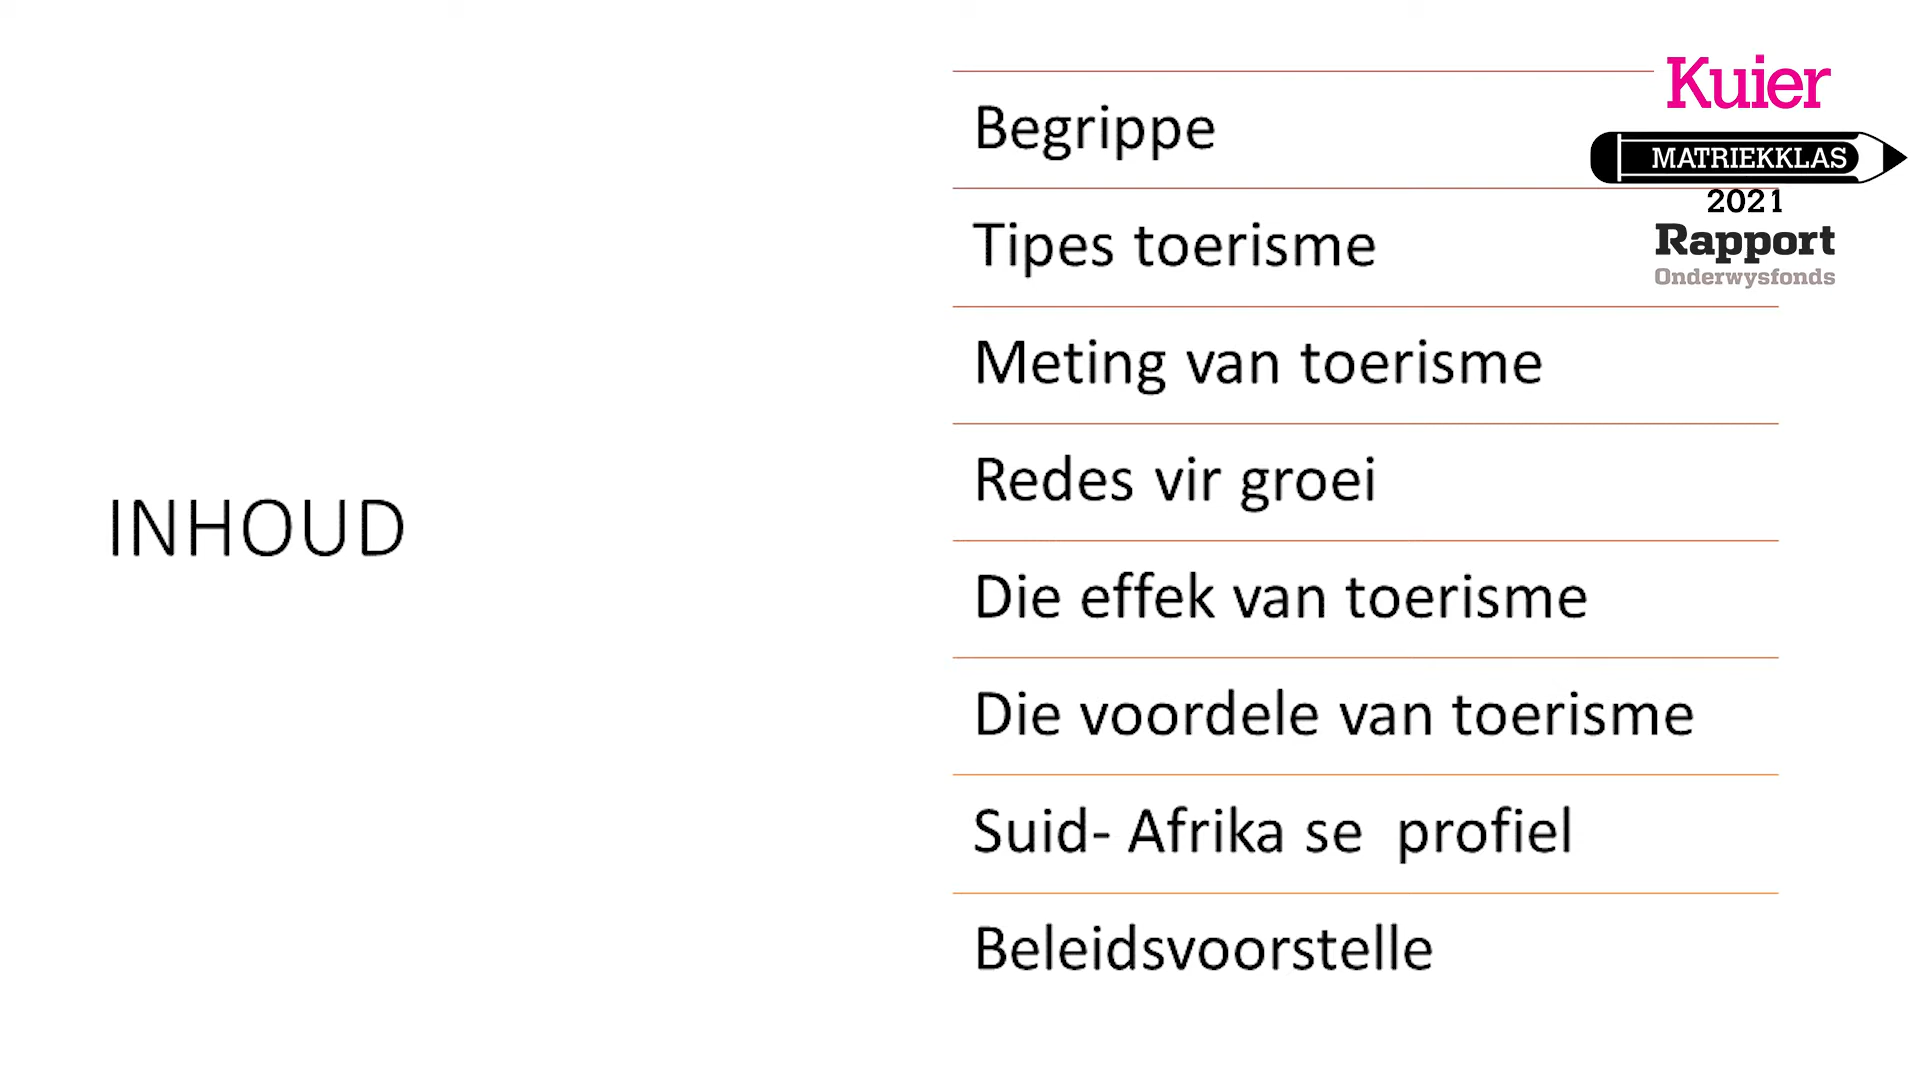 INHOUD
Begrippe
Tipes toerisme
Meting van toerisme
Redes vir groei
Die effek van toerisme
Die voordele van toerisme
Suid- Afrika se  profiel
Beleidsvoorstelle
Kuier
MATRIEKKLAS
2021
Rapport
Onderwysfonds